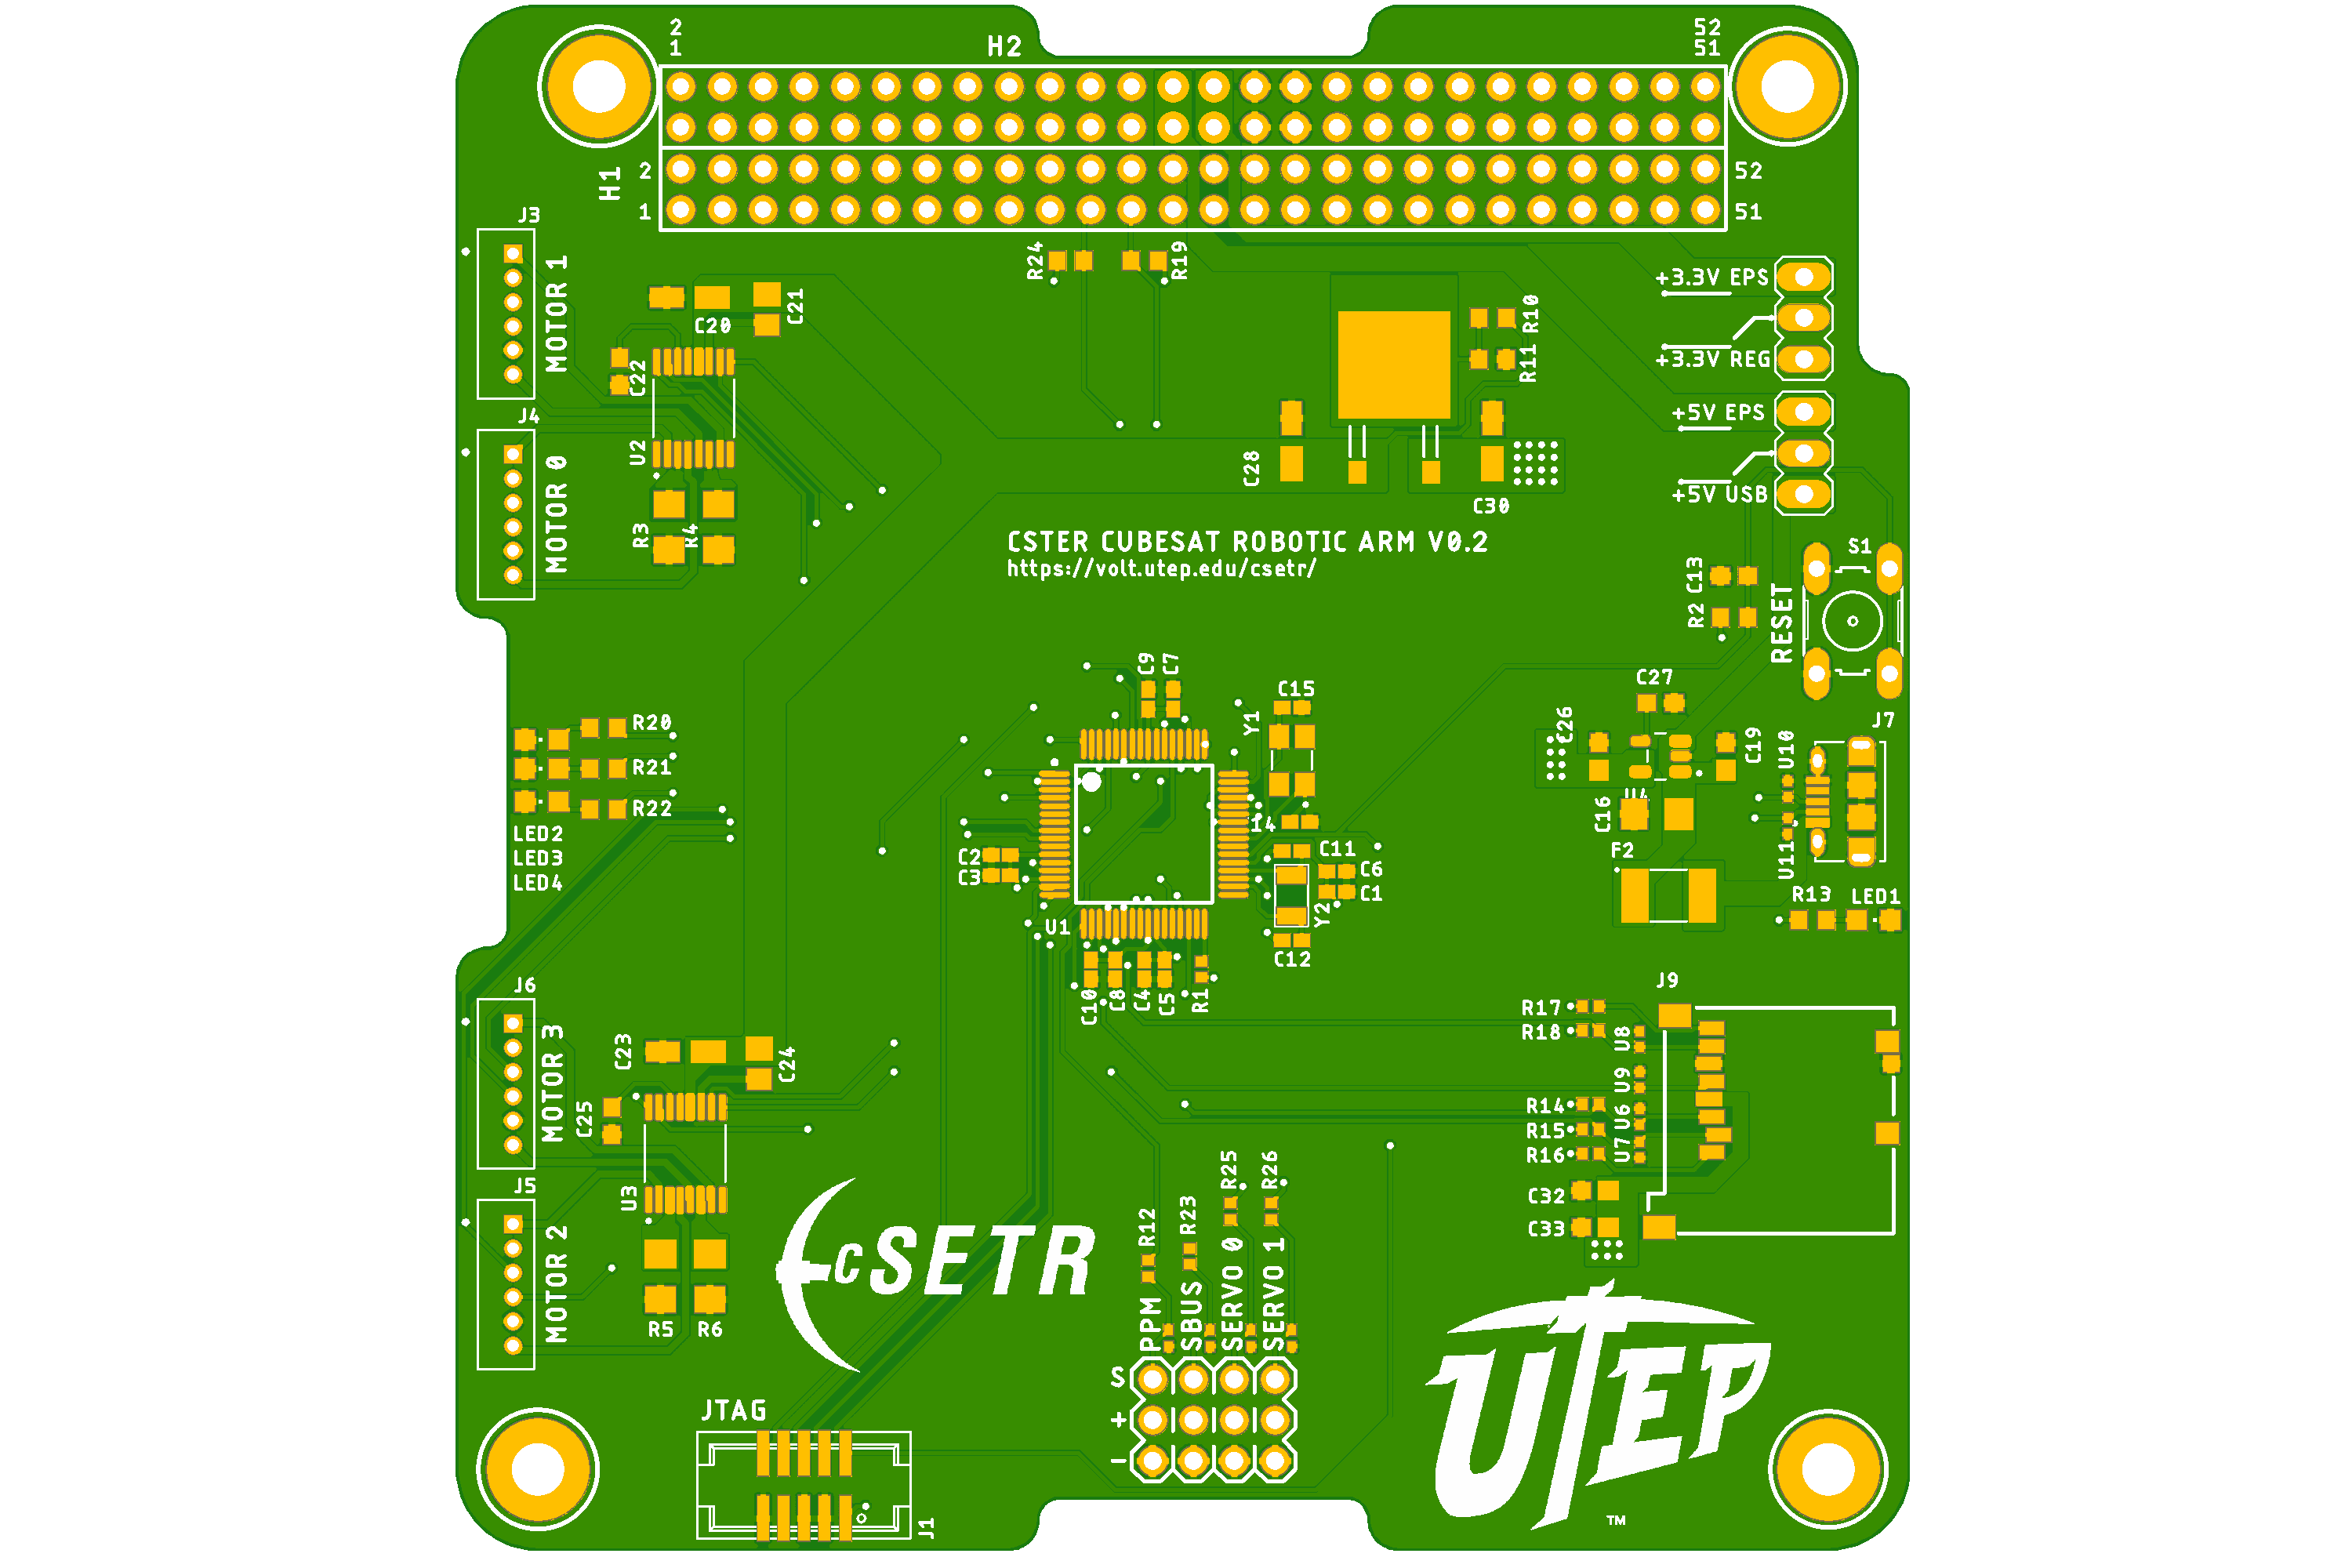 2
1
H2
52
51
H1
2
1
52
51
J3
MOTOR 1
R24
R19
C20
C21
C22
U2
R10
R11
+3.3V EPS
+3.3V REG
+5V EPS
+5V USB
J4
MOTOR 0
R3
R4
C28
C30
CSTER CUBESAT ROBOTIC ARM V0.2
https://volt.utep.edu/csetr/
C13
R2
RESET
S1
C9
C7
C15
Y1
C27
C26
C19
U4
C16
F2
U10
U11
J7
R13
LED1
R20
R21
R22
LED2
LED3
LED4
C2
C3
U1
14
C11
C6
C1
Y2
C12
C10
C8
C4
C5
R1
J6
MOTOR 3
C23
C24
C25
U3
J9
R17
R18
U8
U9
R14
R15
R16
U6
U7
C32
C33
J5
MOTOR 2
R5
R6
cSETR
R12
R23
R25
R26
PPM
SBUS
SERVO 0
SERVO 1
S
+
-
JTAG
J1
UTEP
TM